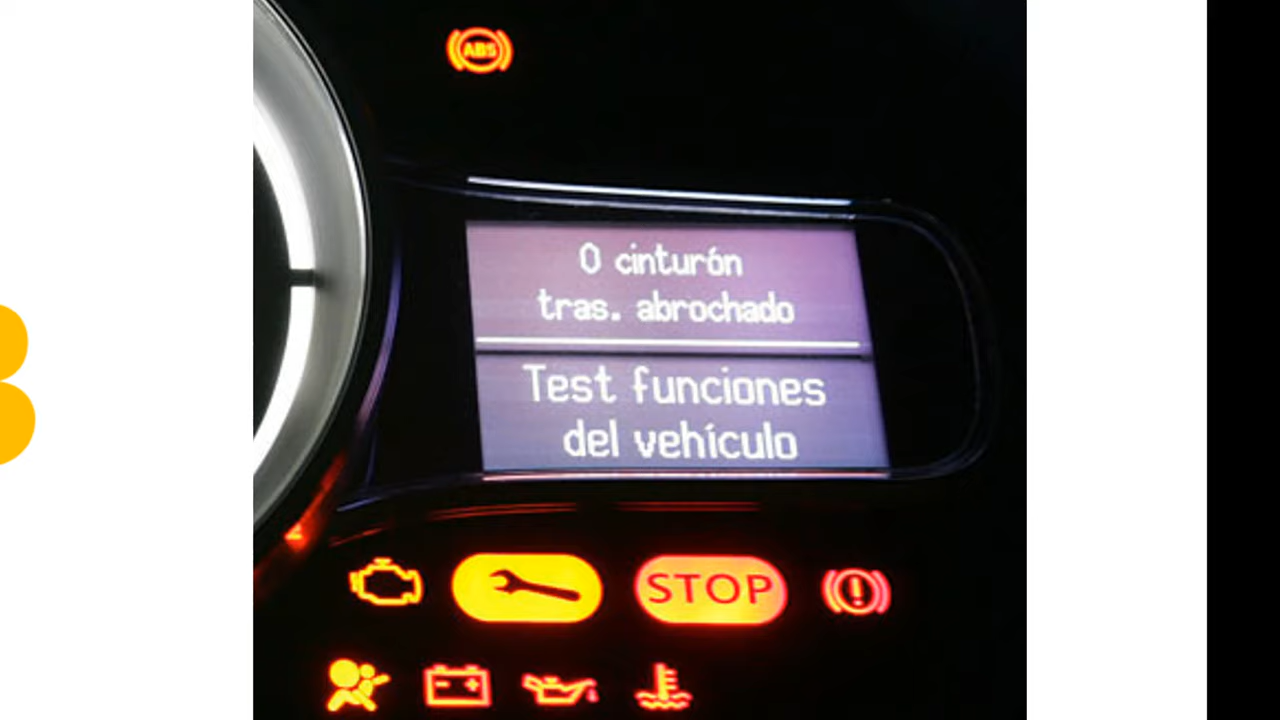 ABS
0 cinturón
tras. abrochado
Test funciones
del vehículo
STOP